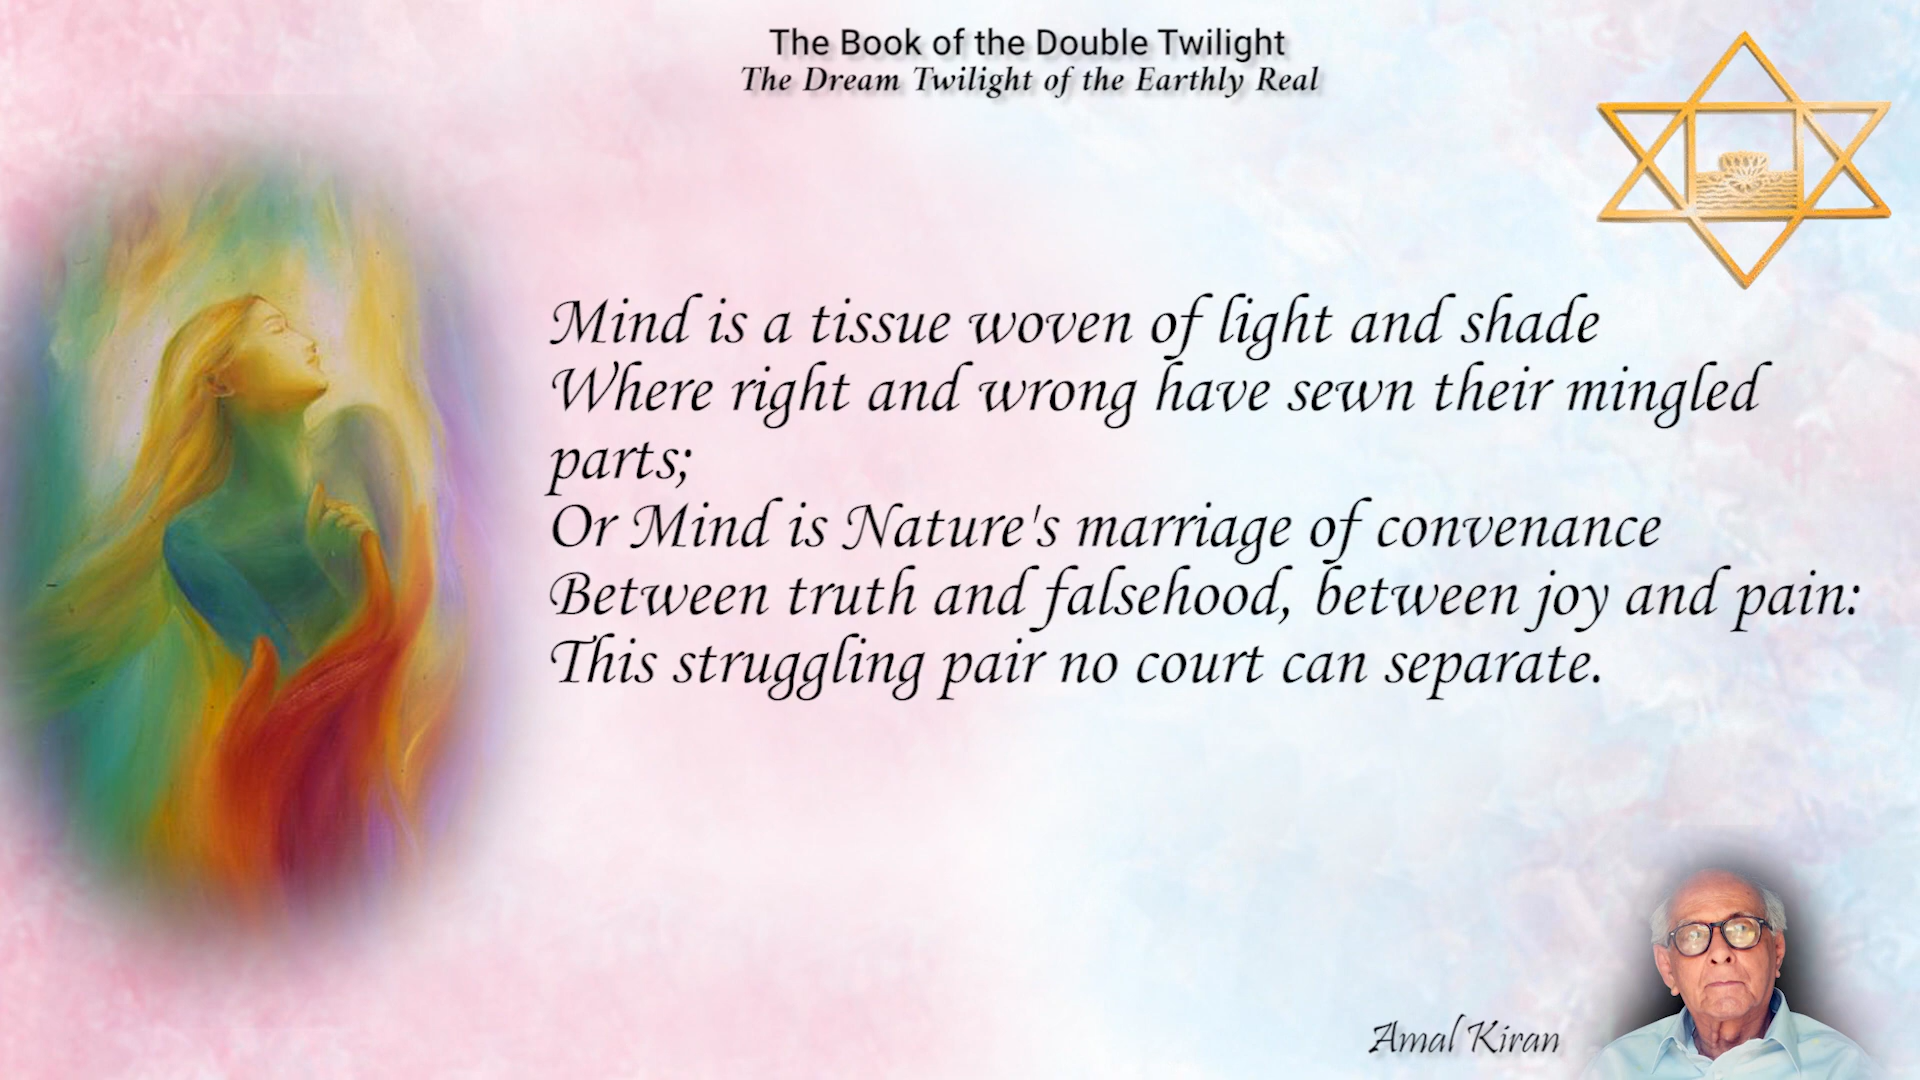 The Book of the Double Twilight
The Dream Twilight of the Earthly Real
Mind is a tissue woven of light and shade
Where right and wrong have sewn their mingled
parts;
Or Mind is Nature's marriage of convenance
Between truth and falsehood, between joy and pain:
This struggling pair no court can separate.
Amal Kiran